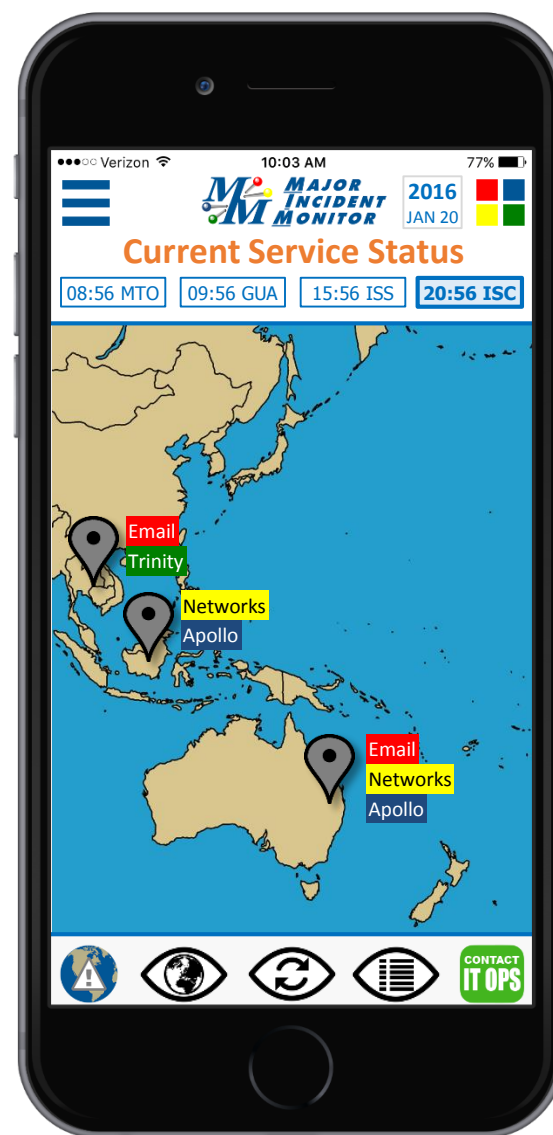 ●●●○○ Verizon 10:03 AM 77%
MM MAJOR INCIDENT MONITOR
2016
JAN 20
Current Service Status
08:56 MTO 09:56 GUA 15:56 ISS 20:56 ISC
Email
Trinity
Networks
Apollo
Email
Networks
Apollo
!
CONTACT
IT OPS